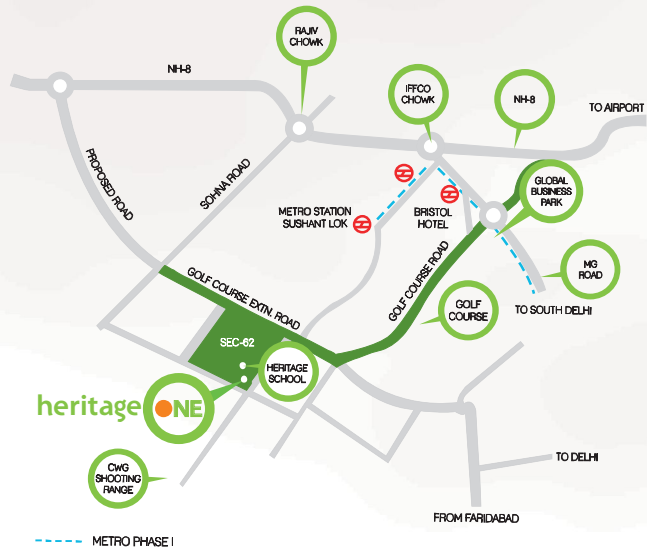 RAJIV
CHOWK
NH-8
IFFCO
CHOWK
NH-8
TO AIRPORT
PROPOSED ROAD
SOHNA ROAD
METRO STATION
SUSHANT LOK
BRISTOL
HOTEL
GLOBAL
BUSINESS
PARK
MG
ROAD
GOLF COURSE ROAD
GOLF COURSE EXTN. ROAD
GOLF
COURSE
TO SOUTH DELHI
SEC-62
HERITAGE
SCHOOL
heritage ONE
CWG
SHOOTING
RANGE
TO DELHI
FROM FARIDABAD
METRO PHASE I